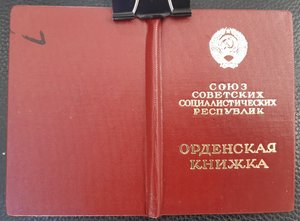 СОЮЗ
СОВЕТСКИХ
СОЦИАЛИСТИЧЕСКИХ
РЕСПУБЛИК
ОРДЕНСКАЯ
КНИЖКА